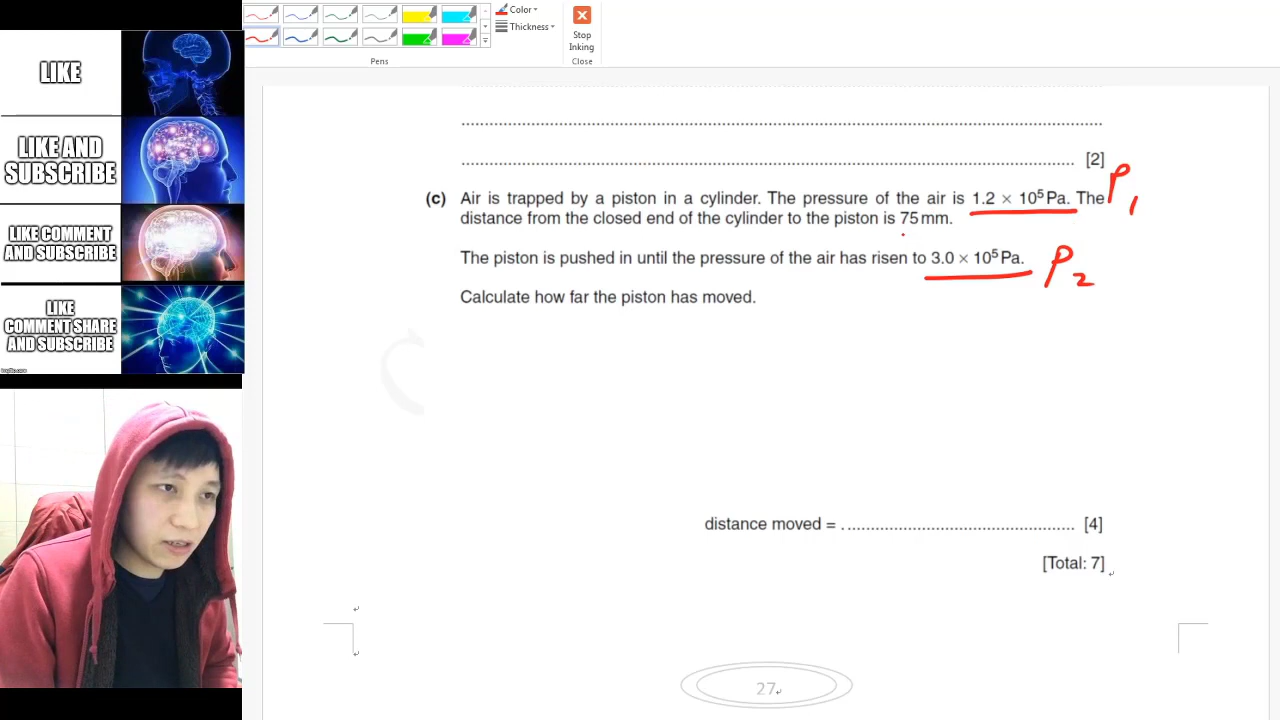 LIKE
LIKE AND
SUBSCRIBE
LIKE COMMENT
AND SUBSCRIBE
LIKE
COMMENT SHARE
AND SUBSCRIBE
imgflip.com
Color
Thickness
Stop
Inking
Pens
Close
[2]
(c) Air is trapped by a piston in a cylinder. The pressure of the air is 1.2 × 10⁵ Pa. The
distance from the closed end of the cylinder to the piston is 75 mm.
P₁
The piston is pushed in until the pressure of the air has risen to 3.0 × 10⁵ Pa.
P₂
Calculate how far the piston has moved.
distance moved = ................................................ [4]
[Total: 7]
27